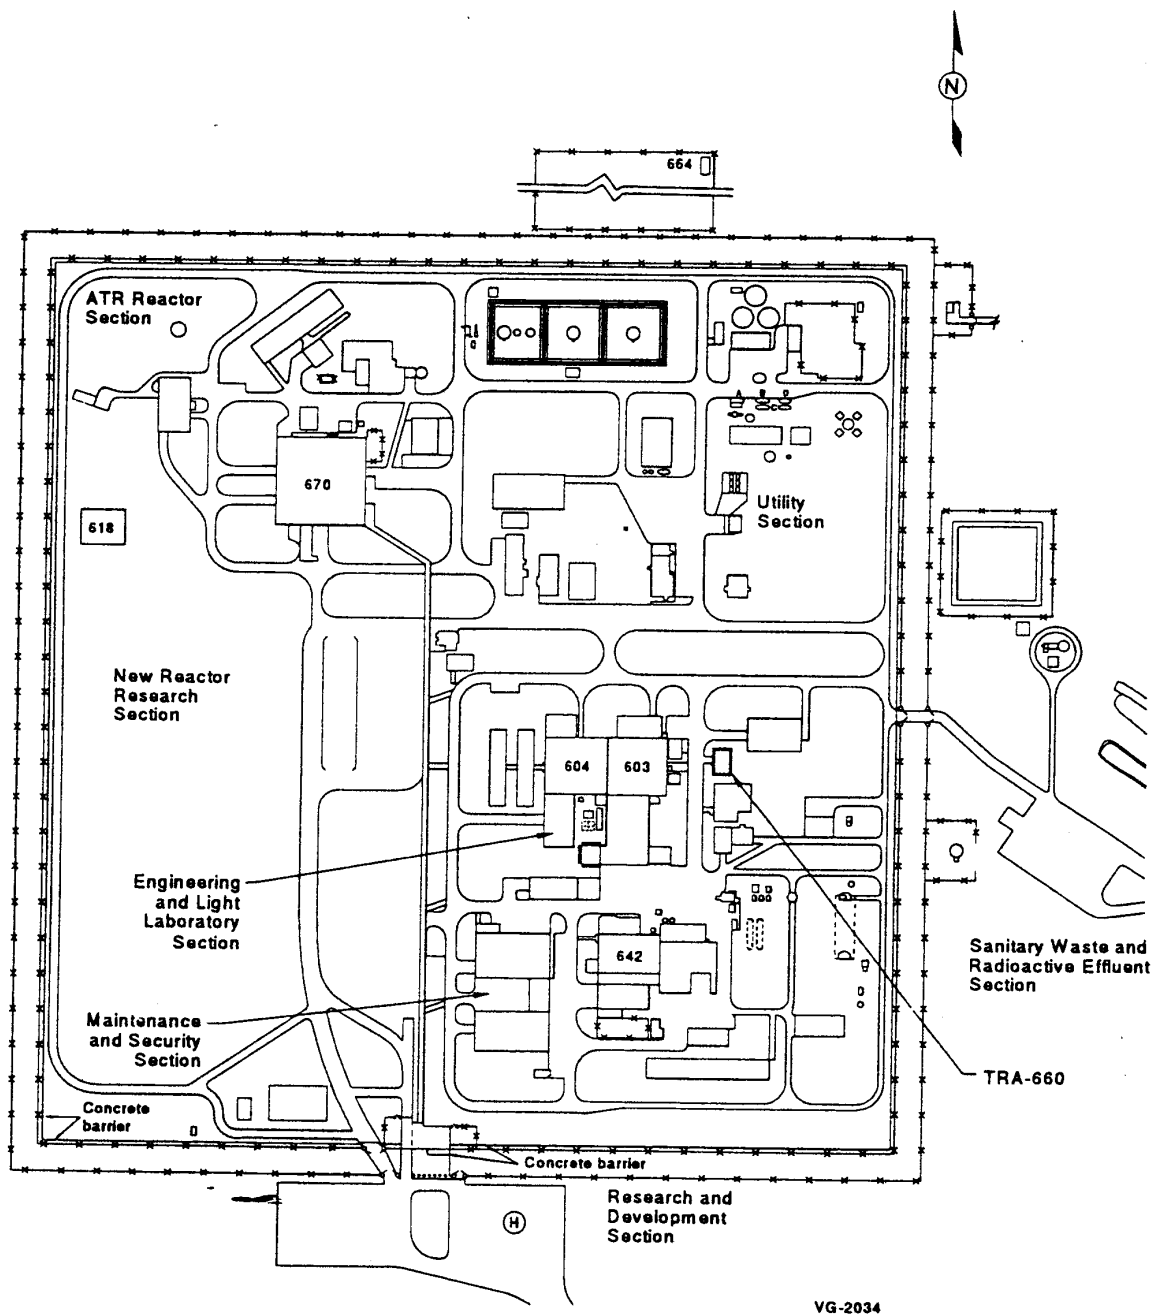 N
664
ATR Reactor
Section
670
618
Utility
Section
New Reactor
Research
Section
604
603
Engineering
and Light
Laboratory
Section
642
Sanitary Waste and
Radioactive Effluent
Section
Maintenance
and Security
Section
TRA-660
Concrete
barrier
Concrete barrier
Research and
Development
Section
H
VG-2034